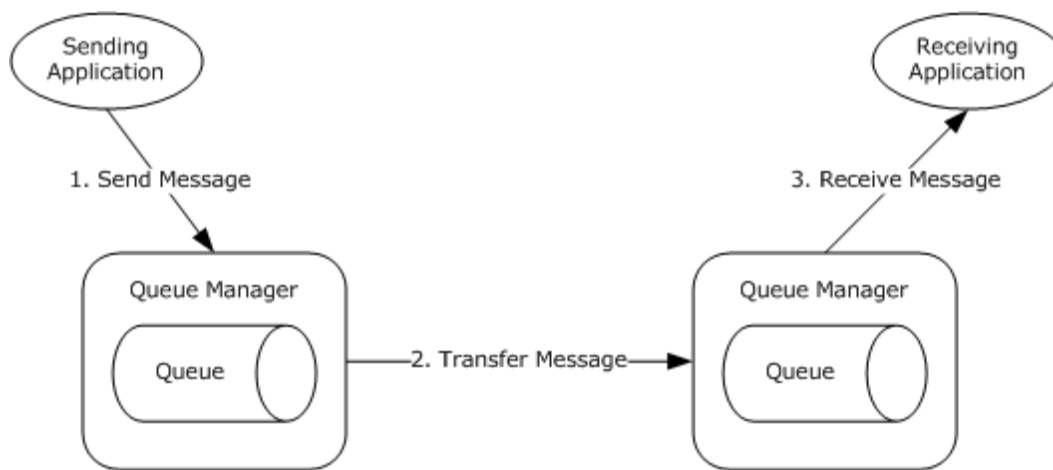 Sending
Application
Receiving
Application
1. Send Message
3. Receive Message
Queue Manager
Queue Manager
Queue
2. Transfer Message
Queue